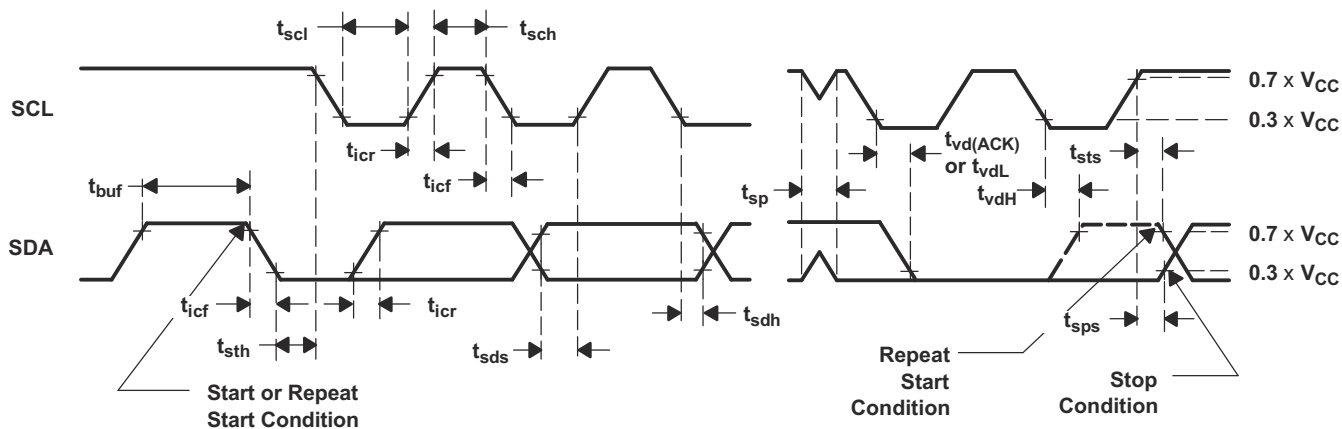 t_scl
t_sch
SCL
0.7 x V_CC
0.3 x V_CC
t_icr
t_icf
t_buf
t_sp
t_vd(ACK)
or t_vdL
t_sts
t_vdH
SDA
0.7 x V_CC
0.3 x V_CC
t_icf
t_icr
t_sth
t_sds
t_sdh
t_sps
Start or Repeat
Start Condition
Repeat
Start
Condition
Stop
Condition